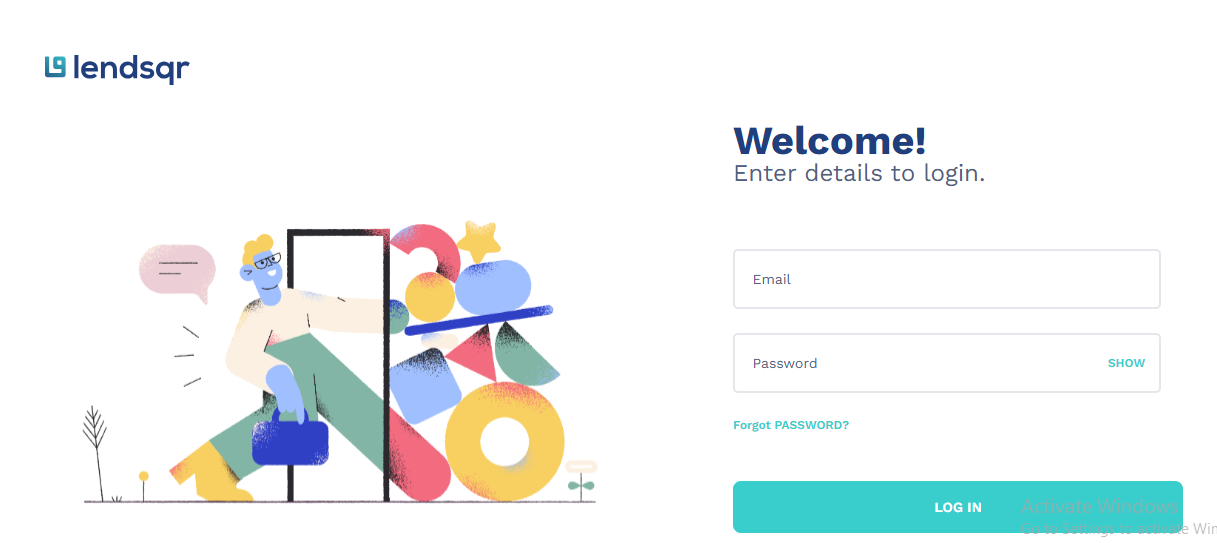 lendsqr
Welcome!
Enter details to login.
Email
Password
SHOW
Forgot PASSWORD?
LOG IN
Activate Windows
Go to Settings to activate Win